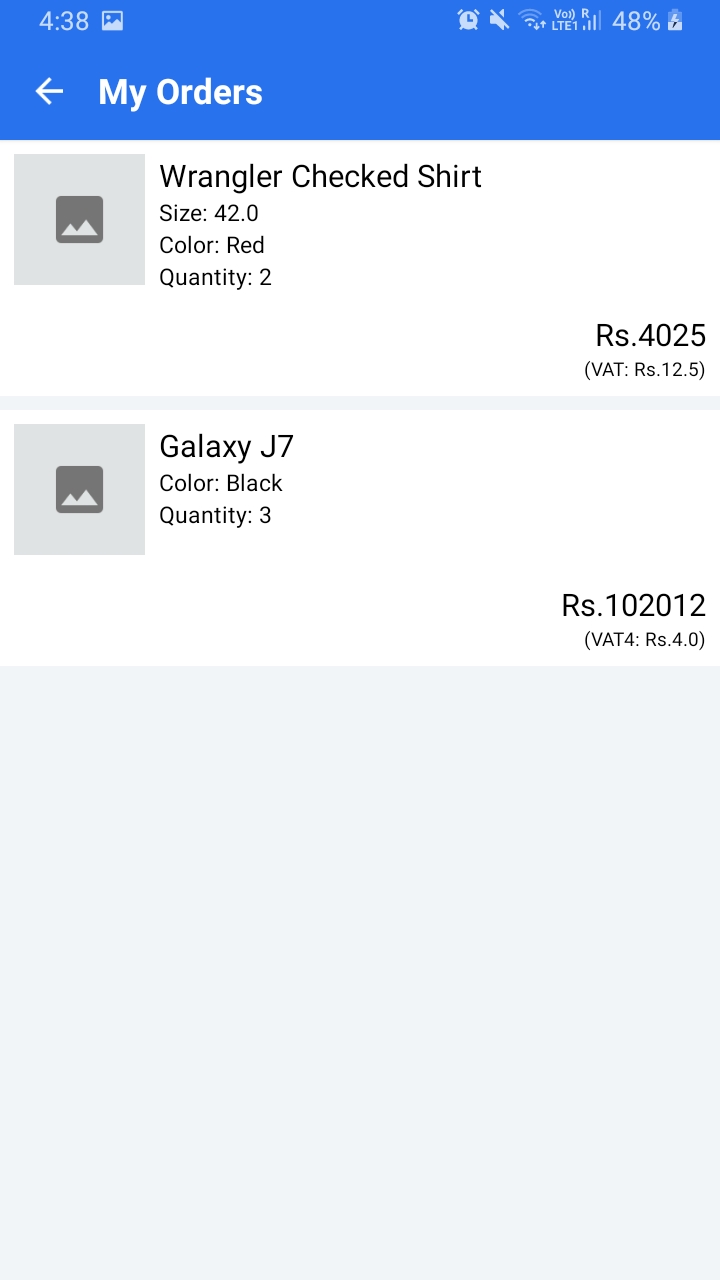 4:38 Vo)) R LTE1 48%
My Orders
Wrangler Checked Shirt
Size: 42.0
Color: Red
Quantity: 2
Rs.4025
(VAT: Rs.12.5)
Galaxy J7
Color: Black
Quantity: 3
Rs.102012
(VAT4: Rs.4.0)